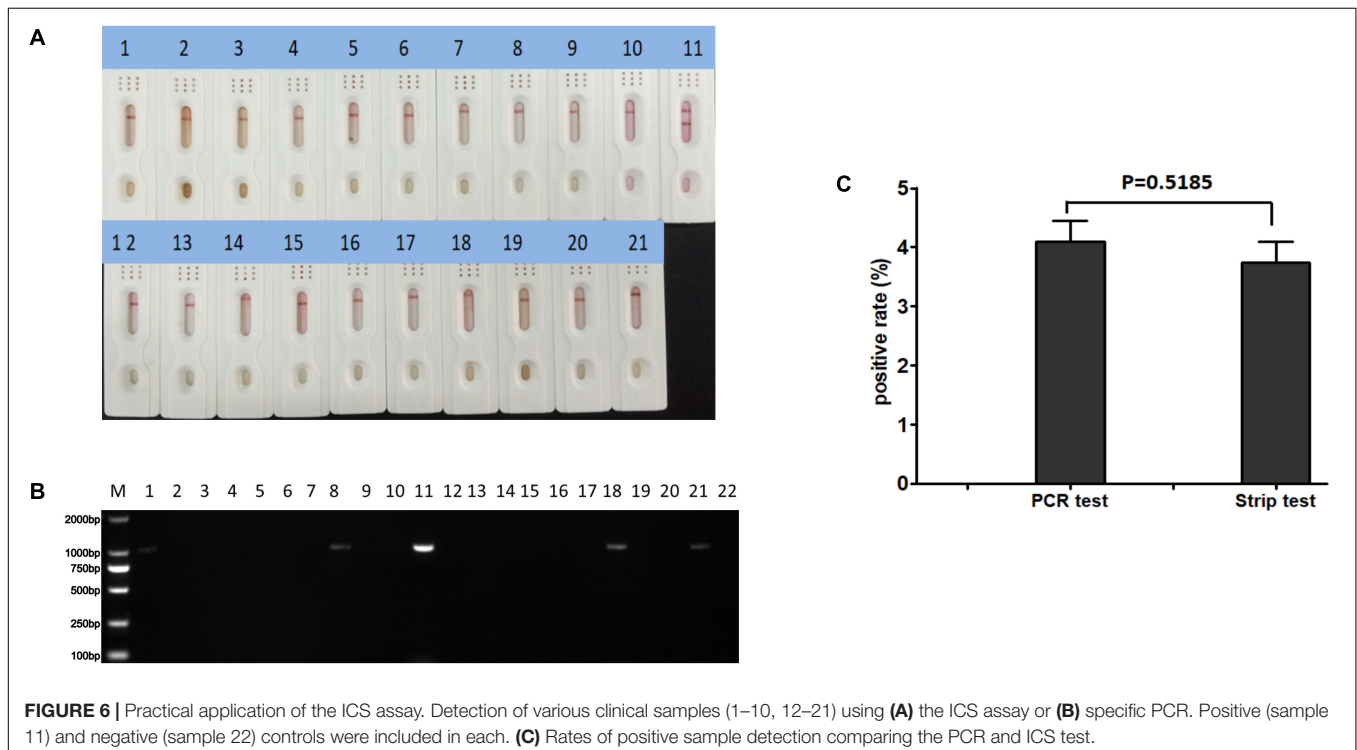 A
1 2 3 4 5 6 7 8 9 10 11
1 2 13 14 15 16 17 18 19 20 21
B
M 1 2 3 4 5 6 7 8 9 10 11 12 13 14 15 16 17 18 19 20 21 22
2000bp
1000bp
750bp
500bp
250bp
100bp
C
P=0.5185
positive rate (%)
5
4
3
2
1
0
PCR test Strip test
FIGURE 6 | Practical application of the ICS assay. Detection of various clinical samples (1–10, 12–21) using (A) the ICS assay or (B) specific PCR. Positive (sample
11) and negative (sample 22) controls were included in each. (C) Rates of positive sample detection comparing the PCR and ICS test.